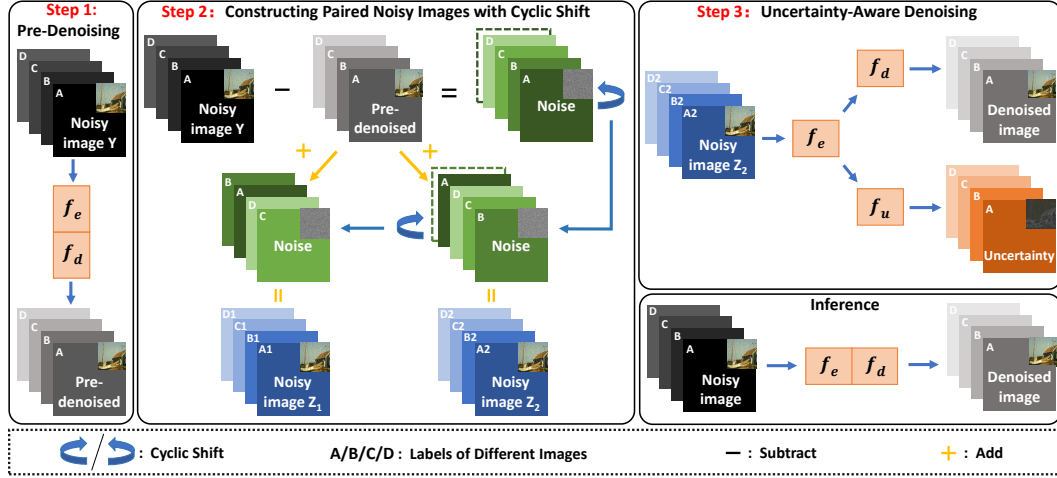 Step 1:
Pre-Denoising
D
C
B
A
Noisy
image Y
f_e
f_d
D
C
B
A
Pre-
denoised
Step 2: Constructing Paired Noisy Images with Cyclic Shift
D
C
B
A
Noisy
image Y
−
D
C
B
A
Pre-
denoised
=
D
C
B
A
Noise
+
+
B
A
D
C
Noise
A
D
C
B
Noise
=
=
D1
C1
B1
A1
Noisy
image Z₁
D2
C2
B2
A2
Noisy
image Z₂
Step 3: Uncertainty-Aware Denoising
D2
C2
B2
A2
Noisy
image Z₂
f_e
f_d
f_u
D
C
B
A
Denoised
image
D
C
B
A
Uncertainty
Inference
D
C
B
A
Noisy
image
f_e
f_d
D
C
B
A
Denoised
image
/ : Cyclic Shift
A/B/C/D : Labels of Different Images
− : Subtract
+ : Add